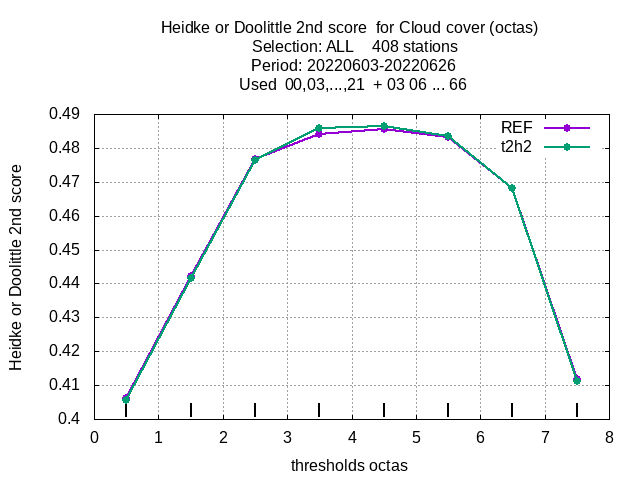 Heidke or Doolittle 2nd score  for Cloud cover (octas)
Selection: ALL    408 stations
Period: 20220603-20220626
Used  00,03,...,21  + 03 06 ... 66
Heidke or Doolittle 2nd score
0.49
0.48
0.47
0.46
0.45
0.44
0.43
0.42
0.41
0.4
REF
t2h2
0 1 2 3 4 5 6 7 8
thresholds octas